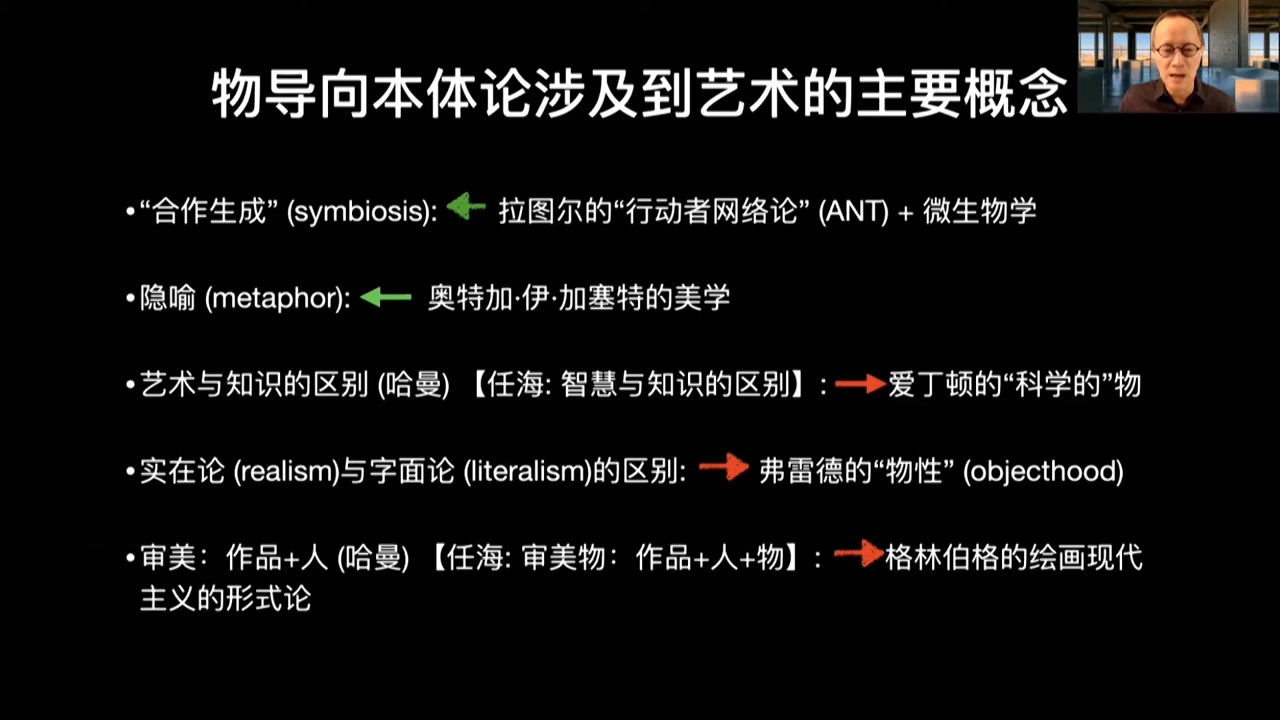 物导向本体论涉及到艺术的主要概念
•“合作生成” (symbiosis): 拉图尔的“行动者网络论” (ANT) + 微生物学
•隐喻 (metaphor): 奥特加·伊·加塞特的美学
•艺术与知识的区别 (哈曼) 【任海: 智慧与知识的区别】: 爱丁顿的“科学的”物
•实在论 (realism)与字面论 (literalism)的区别: 弗雷德的“物性” (objecthood)
•审美：作品+人 (哈曼) 【任海: 审美物：作品+人+物】: 格林伯格的绘画现代
主义的形式论